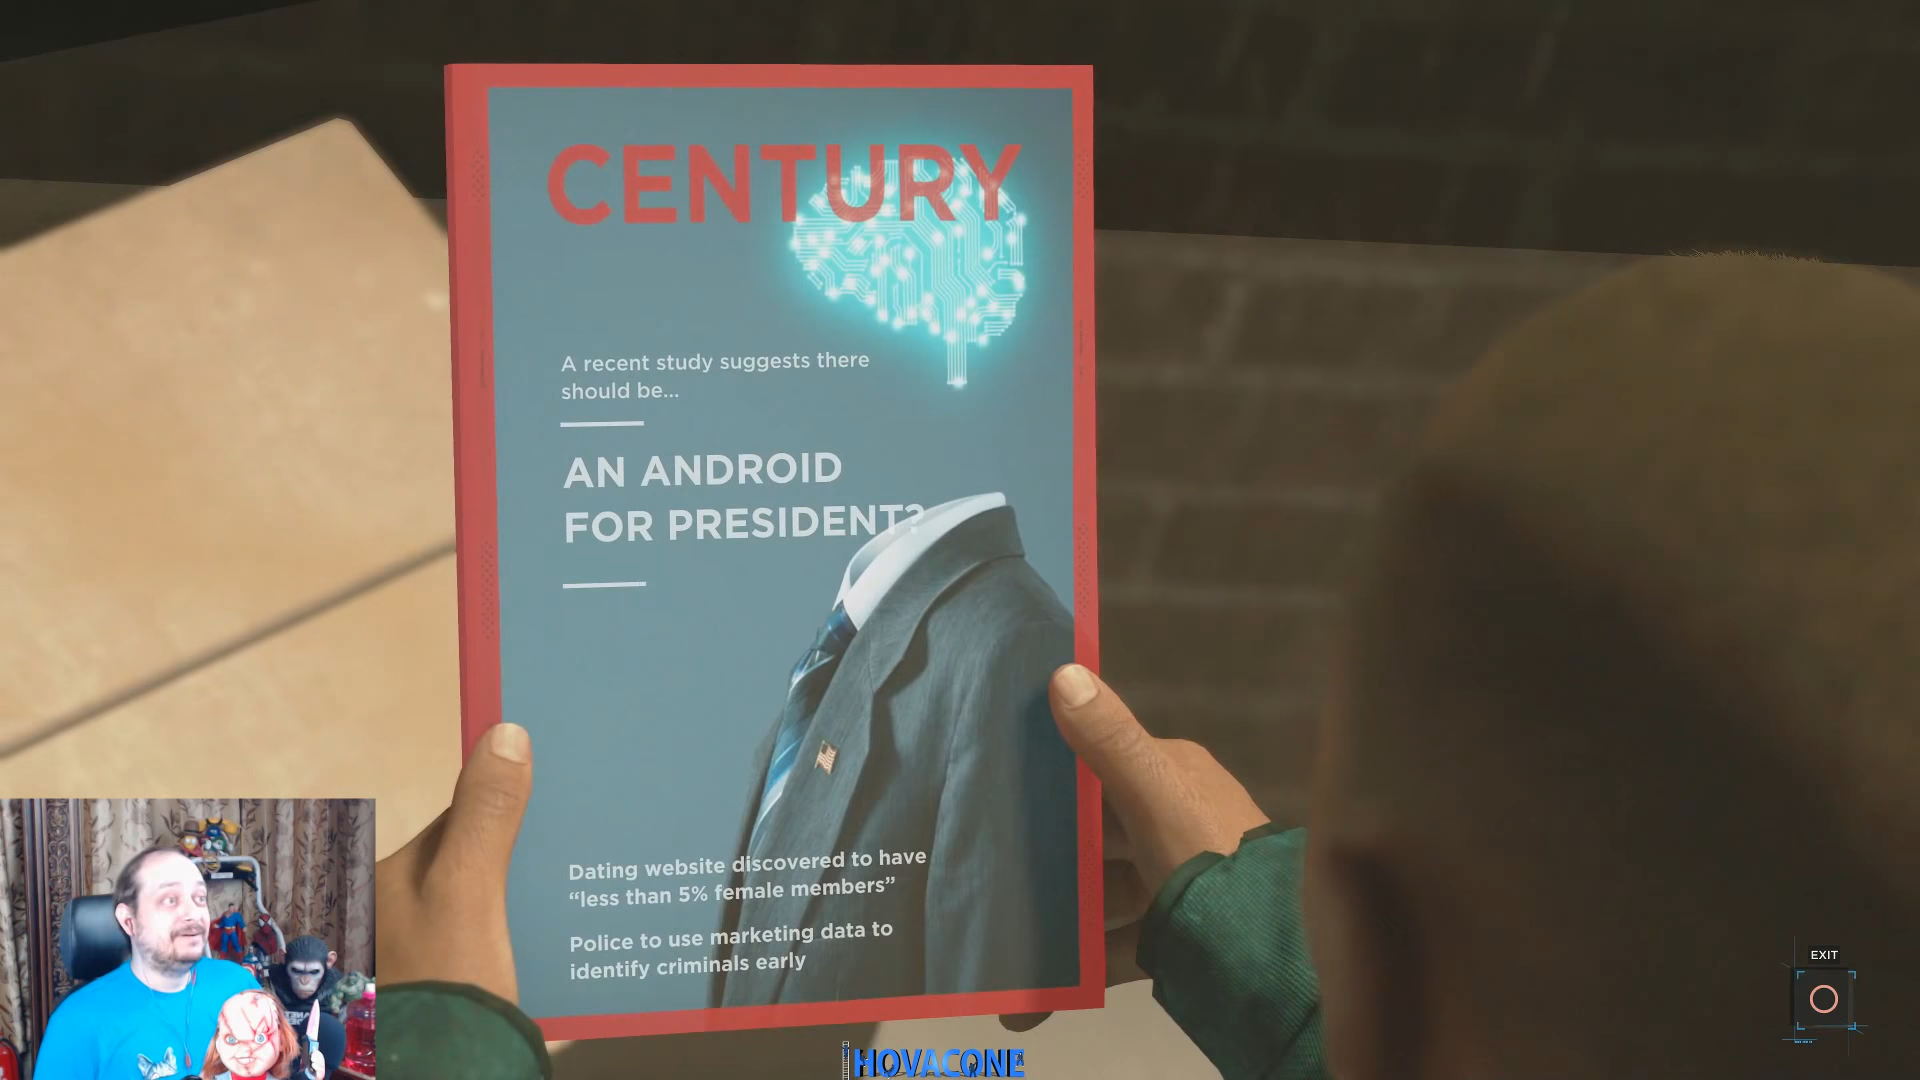 CENTURY
A recent study suggests there
should be...
AN ANDROID
FOR PRESIDENT?
Dating website discovered to have
“less than 5% female members”
Police to use marketing data to
identify criminals early
EXIT
HOVACONE